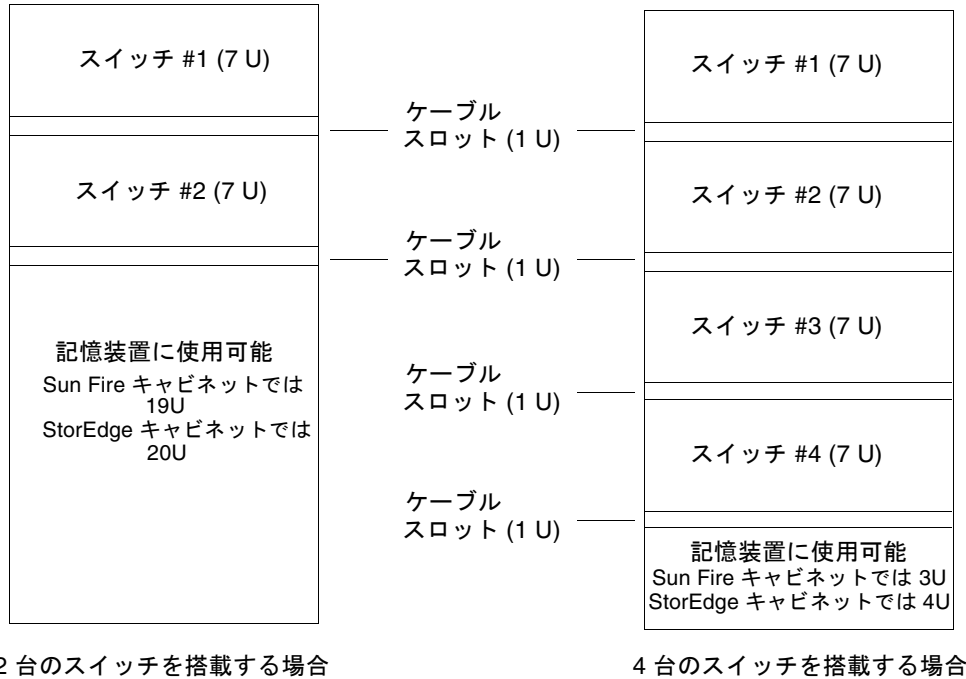 スイッチ #1 (7 U)
スイッチ #2 (7 U)
記憶装置に使用可能
Sun Fire キャビネットでは
19U
StorEdge キャビネットでは
20U
2 台のスイッチを搭載する場合
ケーブル
スロット (1 U)
ケーブル
スロット (1 U)
ケーブル
スロット (1 U)
ケーブル
スロット (1 U)
スイッチ #1 (7 U)
スイッチ #2 (7 U)
スイッチ #3 (7 U)
スイッチ #4 (7 U)
記憶装置に使用可能
Sun Fire キャビネットでは 3U
StorEdge キャビネットでは 4U
4 台のスイッチを搭載する場合